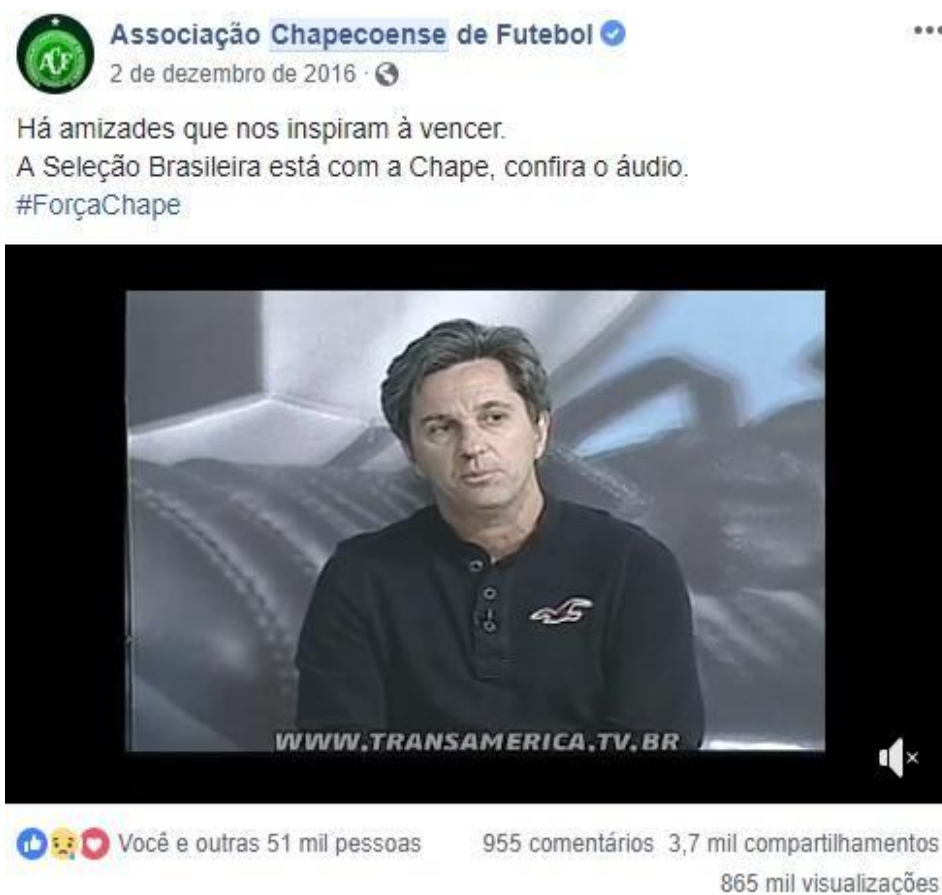 ACF
Associação Chapecoense de Futebol
2 de dezembro de 2016 ·
Há amizades que nos inspiram à vencer.
A Seleção Brasileira está com a Chape, confira o áudio.
#ForçaChape
WWW.TRANSAMERICA.TV.BR
Você e outras 51 mil pessoas 955 comentários 3,7 mil compartilhamentos
865 mil visualizações